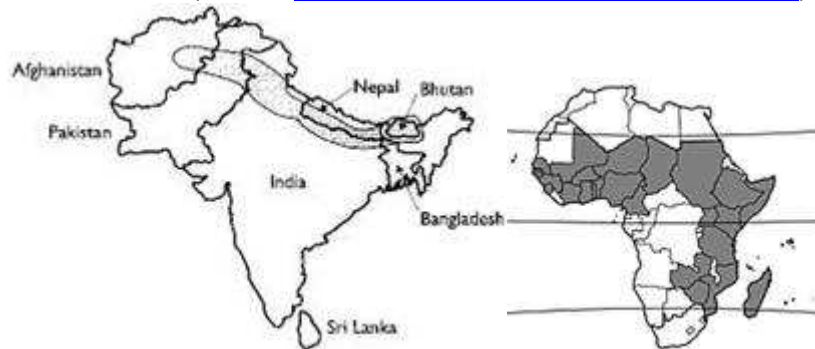 Afghanistan
Nepal
Bhutan
Pakistan
India
Bangladesh
Sri Lanka